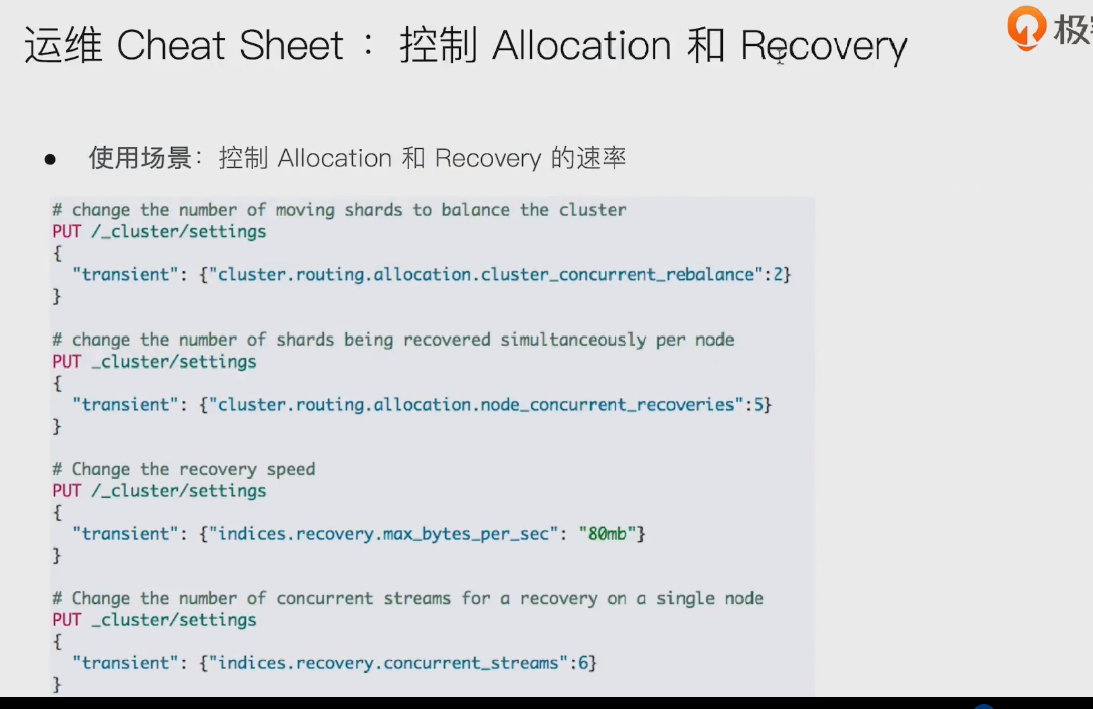 运维 Cheat Sheet ： 控制 Allocation 和 Recovery
极
● 使用场景：控制 Allocation 和 Recovery 的速率
# change the number of moving shards to balance the cluster
PUT /_cluster/settings
{
  "transient": {"cluster.routing.allocation.cluster_concurrent_rebalance":2}
}
# change the number of shards being recovered simultanceously per node
PUT _cluster/settings
{
  "transient": {"cluster.routing.allocation.node_concurrent_recoveries":5}
}
# Change the recovery speed
PUT /_cluster/settings
{
  "transient": {"indices.recovery.max_bytes_per_sec": "80mb"}
}
# Change the number of concurrent streams for a recovery on a single node
PUT _cluster/settings
{
  "transient": {"indices.recovery.concurrent_streams":6}
}